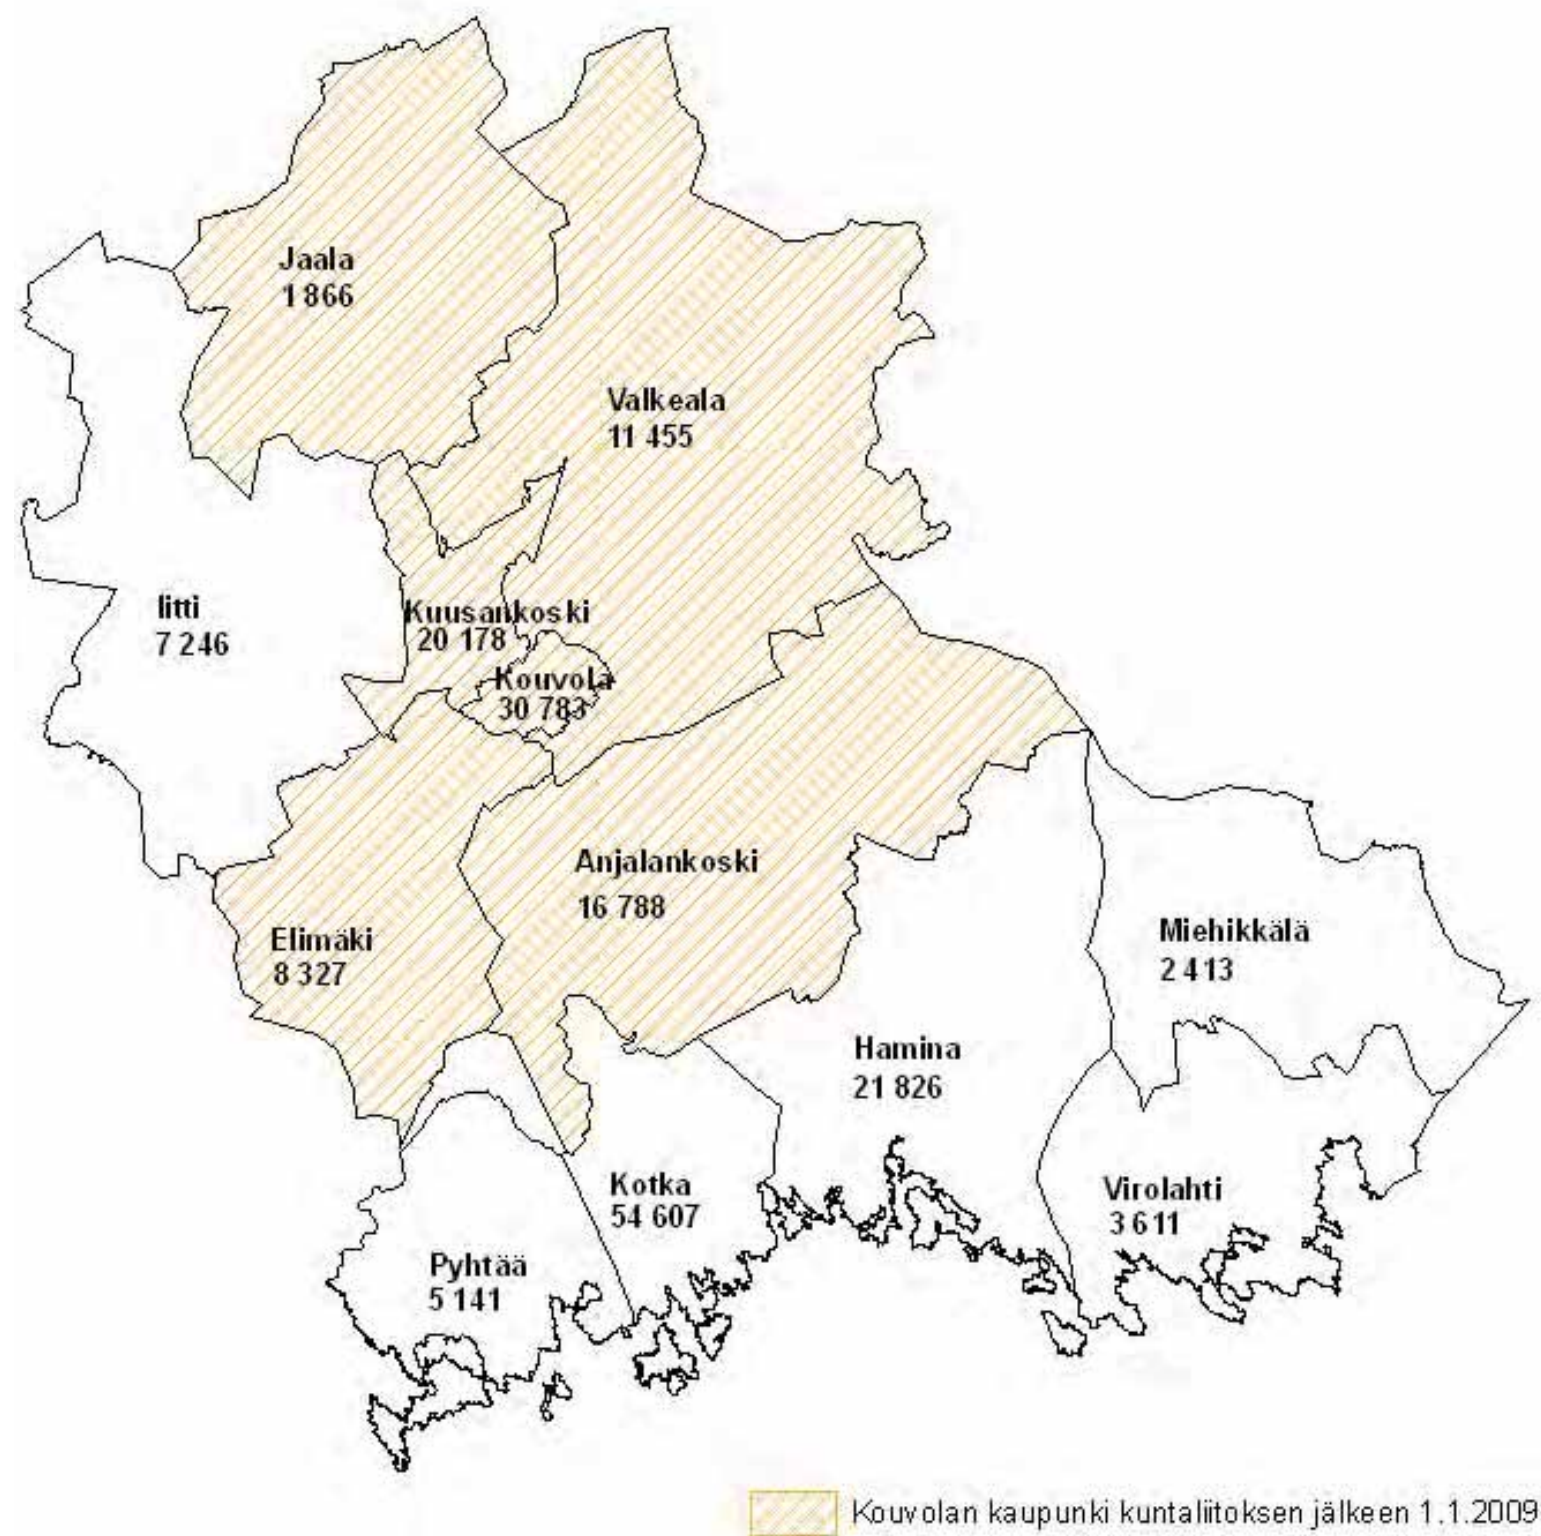 Jaala
1 866
Valkeala
11 455
Iitti
7 246
Kuusankoski
20 178
Kouvola
30 783
Anjalankoski
16 788
Elimäki
8 327
Miehikkälä
2 413
Hamina
21 826
Kotka
54 607
Virolahti
3 611
Pyhtää
5 141
Kouvolan kaupunki kuntaliitoksen jälkeen 1.1.2009